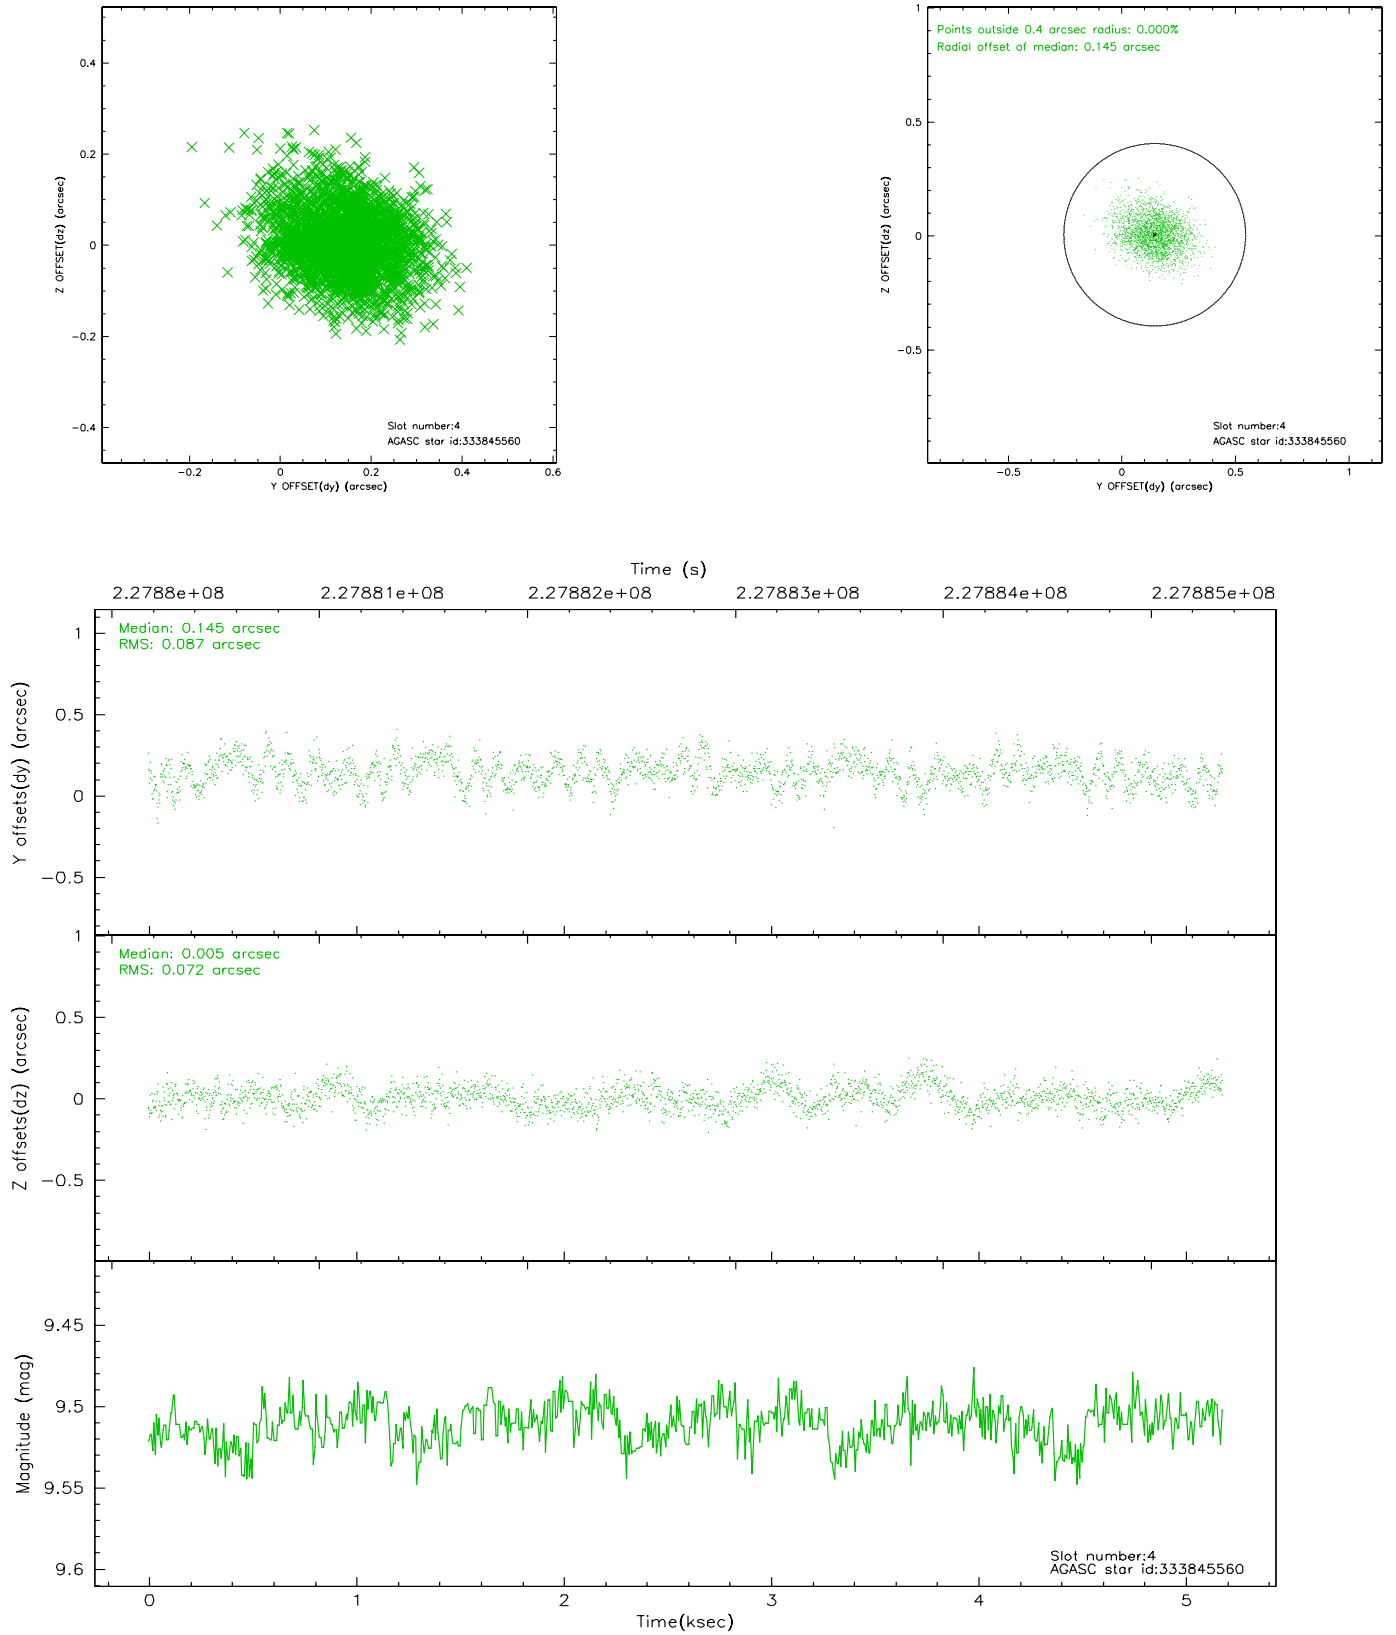 0.4
0.2
0
−0.2
−0.4
Z OFFSET(dz) (arcsec)
Slot number:4
AGASC star id:333845560
−0.2
0
0.2
0.4
0.6
Y OFFSET(dy) (arcsec)
Points outside 0.4 arcsec radius: 0.000%
Radial offset of median: 0.145 arcsec
1
0.5
0
−0.5
Z OFFSET(dz) (arcsec)
Slot number:4
AGASC star id:333845560
−0.5
0
0.5
1
Y OFFSET(dy) (arcsec)
Time (s)
2.2788e+08
2.27881e+08
2.27882e+08
2.27883e+08
2.27884e+08
2.27885e+08
Median: 0.145 arcsec
RMS: 0.087 arcsec
1
0.5
0
−0.5
Y offsets(dy) (arcsec)
Median: 0.005 arcsec
RMS: 0.072 arcsec
1
0.5
0
−0.5
Z offsets(dz) (arcsec)
9.45
9.5
9.55
9.6
Magnitude (mag)
Slot number:4
AGASC star id:333845560
0
1
2
3
4
5
Time(ksec)